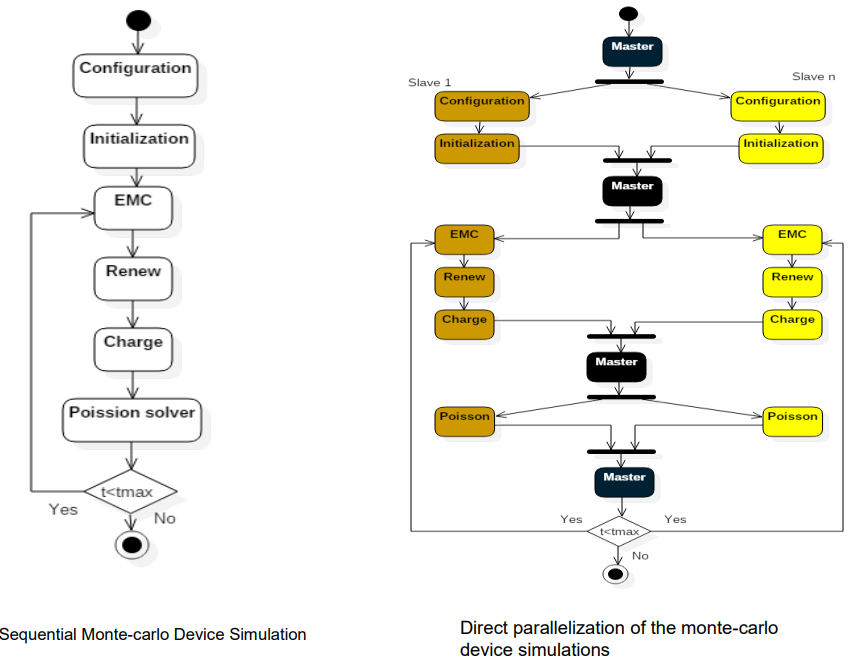 Configuration
Initialization
EMC
Renew
Charge
Poission solver
t<tmax
Yes
No
Sequential Monte-carlo Device Simulation
Master
Slave 1
Slave n
Configuration
Configuration
Initialization
Initialization
Master
EMC
EMC
Renew
Renew
Charge
Charge
Master
Poisson
Poisson
Master
Yes
Yes
t<tmax
No
Direct parallelization of the monte-carlo
device simulations